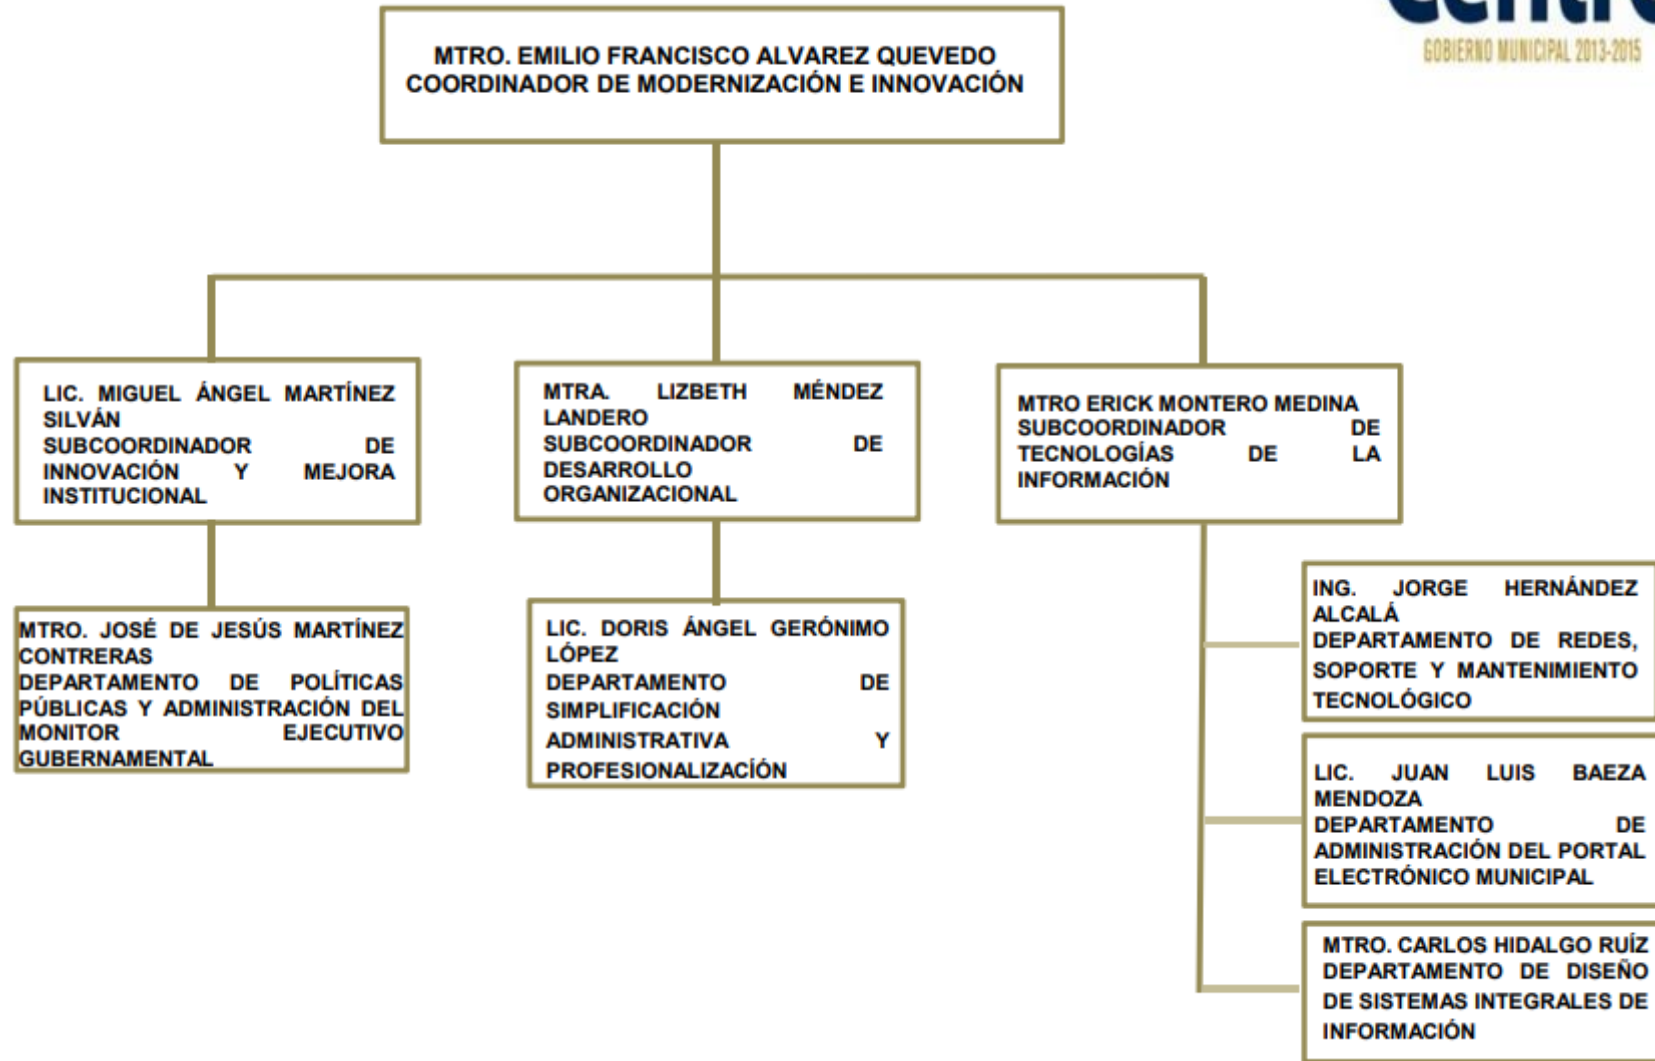 Centro
GOBIERNO MUNICIPAL 2013-2015
MTRO. EMILIO FRANCISCO ALVAREZ QUEVEDO
COORDINADOR DE MODERNIZACIÓN E INNOVACIÓN
LIC. MIGUEL ÁNGEL MARTÍNEZ
SILVÁN
SUBCOORDINADOR DE
INNOVACIÓN Y MEJORA
INSTITUCIONAL
MTRA. LIZBETH MÉNDEZ
LANDERO
SUBCOORDINADOR DE
DESARROLLO
ORGANIZACIONAL
MTRO ERICK MONTERO MEDINA
SUBCOORDINADOR DE
TECNOLOGÍAS DE LA
INFORMACIÓN
MTRO. JOSÉ DE JESÚS MARTÍNEZ
CONTRERAS
DEPARTAMENTO DE POLÍTICAS
PÚBLICAS Y ADMINISTRACIÓN DEL
MONITOR EJECUTIVO
GUBERNAMENTAL
LIC. DORIS ÁNGEL GERÓNIMO
LÓPEZ
DEPARTAMENTO DE
SIMPLIFICACIÓN
ADMINISTRATIVA Y
PROFESIONALIZACÍÓN
ING. JORGE HERNÁNDEZ
ALCALÁ
DEPARTAMENTO DE REDES,
SOPORTE Y MANTENIMIENTO
TECNOLÓGICO
LIC. JUAN LUIS BAEZA
MENDOZA
DEPARTAMENTO DE
ADMINISTRACIÓN DEL PORTAL
ELECTRÓNICO MUNICIPAL
MTRO. CARLOS HIDALGO RUÍZ
DEPARTAMENTO DE DISEÑO
DE SISTEMAS INTEGRALES DE
INFORMACIÓN